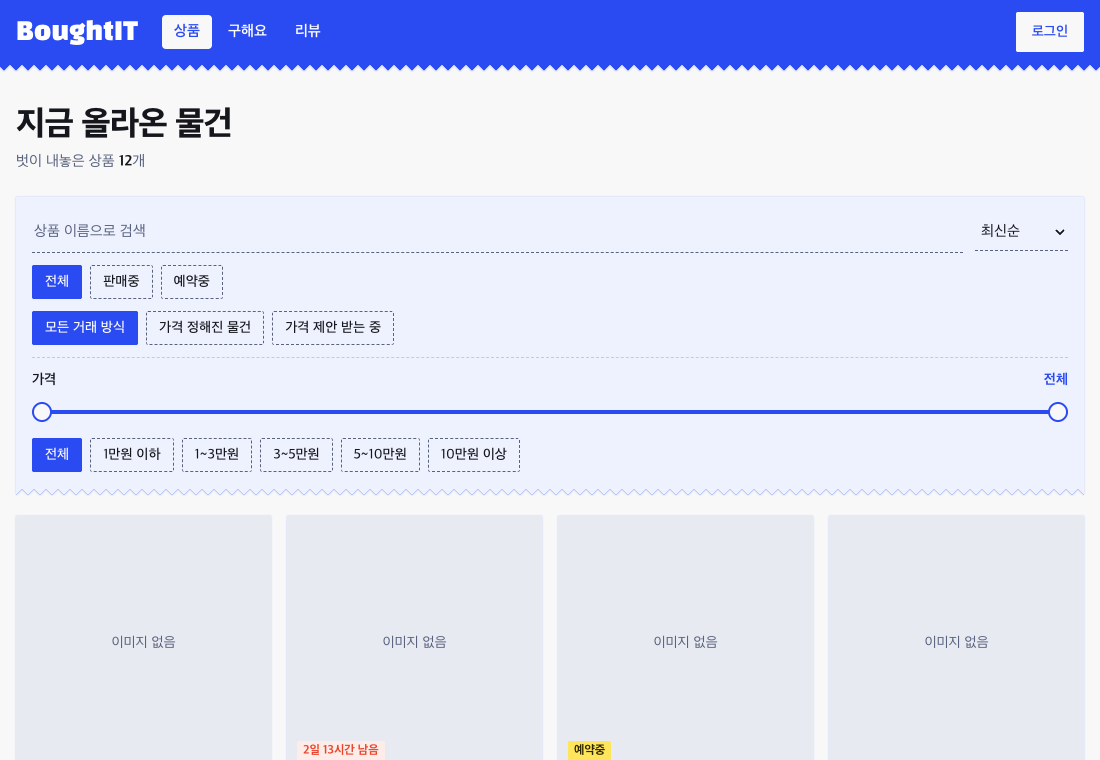 BoughtIT 상품 구해요 리뷰 로그인
지금 올라온 물건
벗이 내놓은 상품 12개
상품 이름으로 검색 최신순
전체 판매중 예약중
모든 거래 방식 가격 정해진 물건 가격 제안 받는 중
가격 전체
전체 1만원 이하 1~3만원 3~5만원 5~10만원 10만원 이상
이미지 없음 이미지 없음 이미지 없음 이미지 없음
2일 13시간 남음 예약중